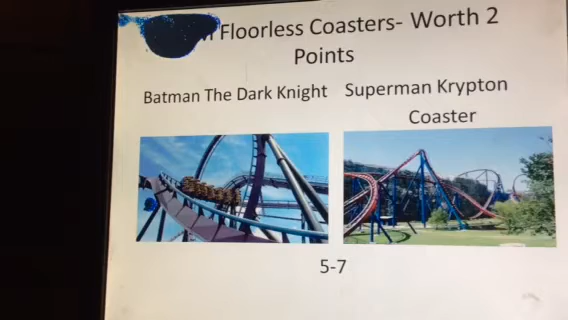 Floorless Coasters- Worth 2
Points
Batman The Dark Knight
Superman Krypton
Coaster
5-7